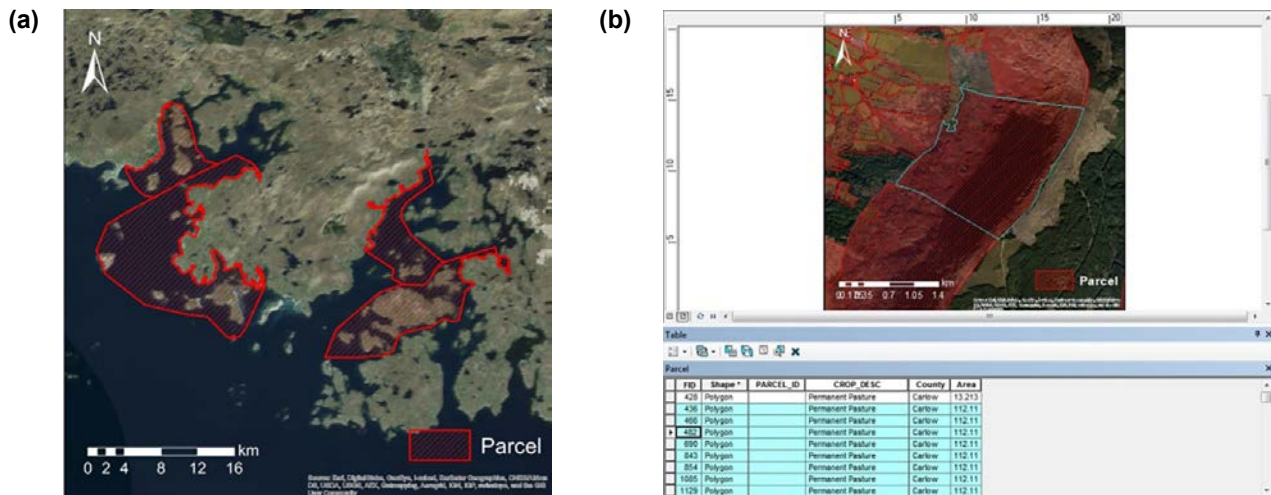 (a)
N
Parcel
km
0 2 4 8 12 16
(b)
5 10 15 20
N
15
10
5
Parcel
km
0.7 1.05 1.4
Table
Parcel
FID Shape * PARCEL_ID CROP_DESC County Area
428 Polygon Permanent Pasture Carlow 13.213
436 Polygon Permanent Pasture Carlow 112.11
466 Polygon Permanent Pasture Carlow 112.11
482 Polygon Permanent Pasture Carlow 112.11
690 Polygon Permanent Pasture Carlow 112.11
843 Polygon Permanent Pasture Carlow 112.11
854 Polygon Permanent Pasture Carlow 112.11
1085 Polygon Permanent Pasture Carlow 112.11
1129 Polygon Permanent Pasture Carlow 112.11